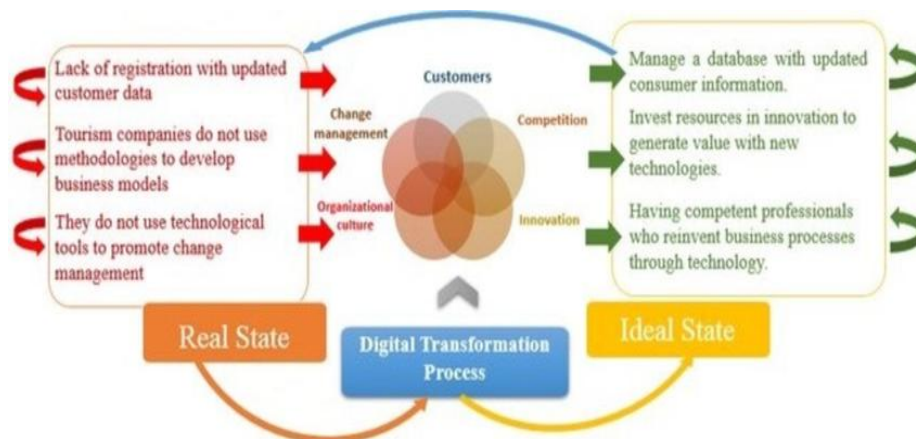 Lack of registration with updated
customer data
Tourism companies do not use
methodologies to develop
business models
They do not use technological
tools to promote change
management
Real State
Customers
Change
management
Competition
Organizational
culture
Innovation
Digital Transformation
Process
Manage a database with updated
consumer information.
Invest resources in innovation to
generate value with new
technologies.
Having competent professionals
who reinvent business processes
through technology.
Ideal State